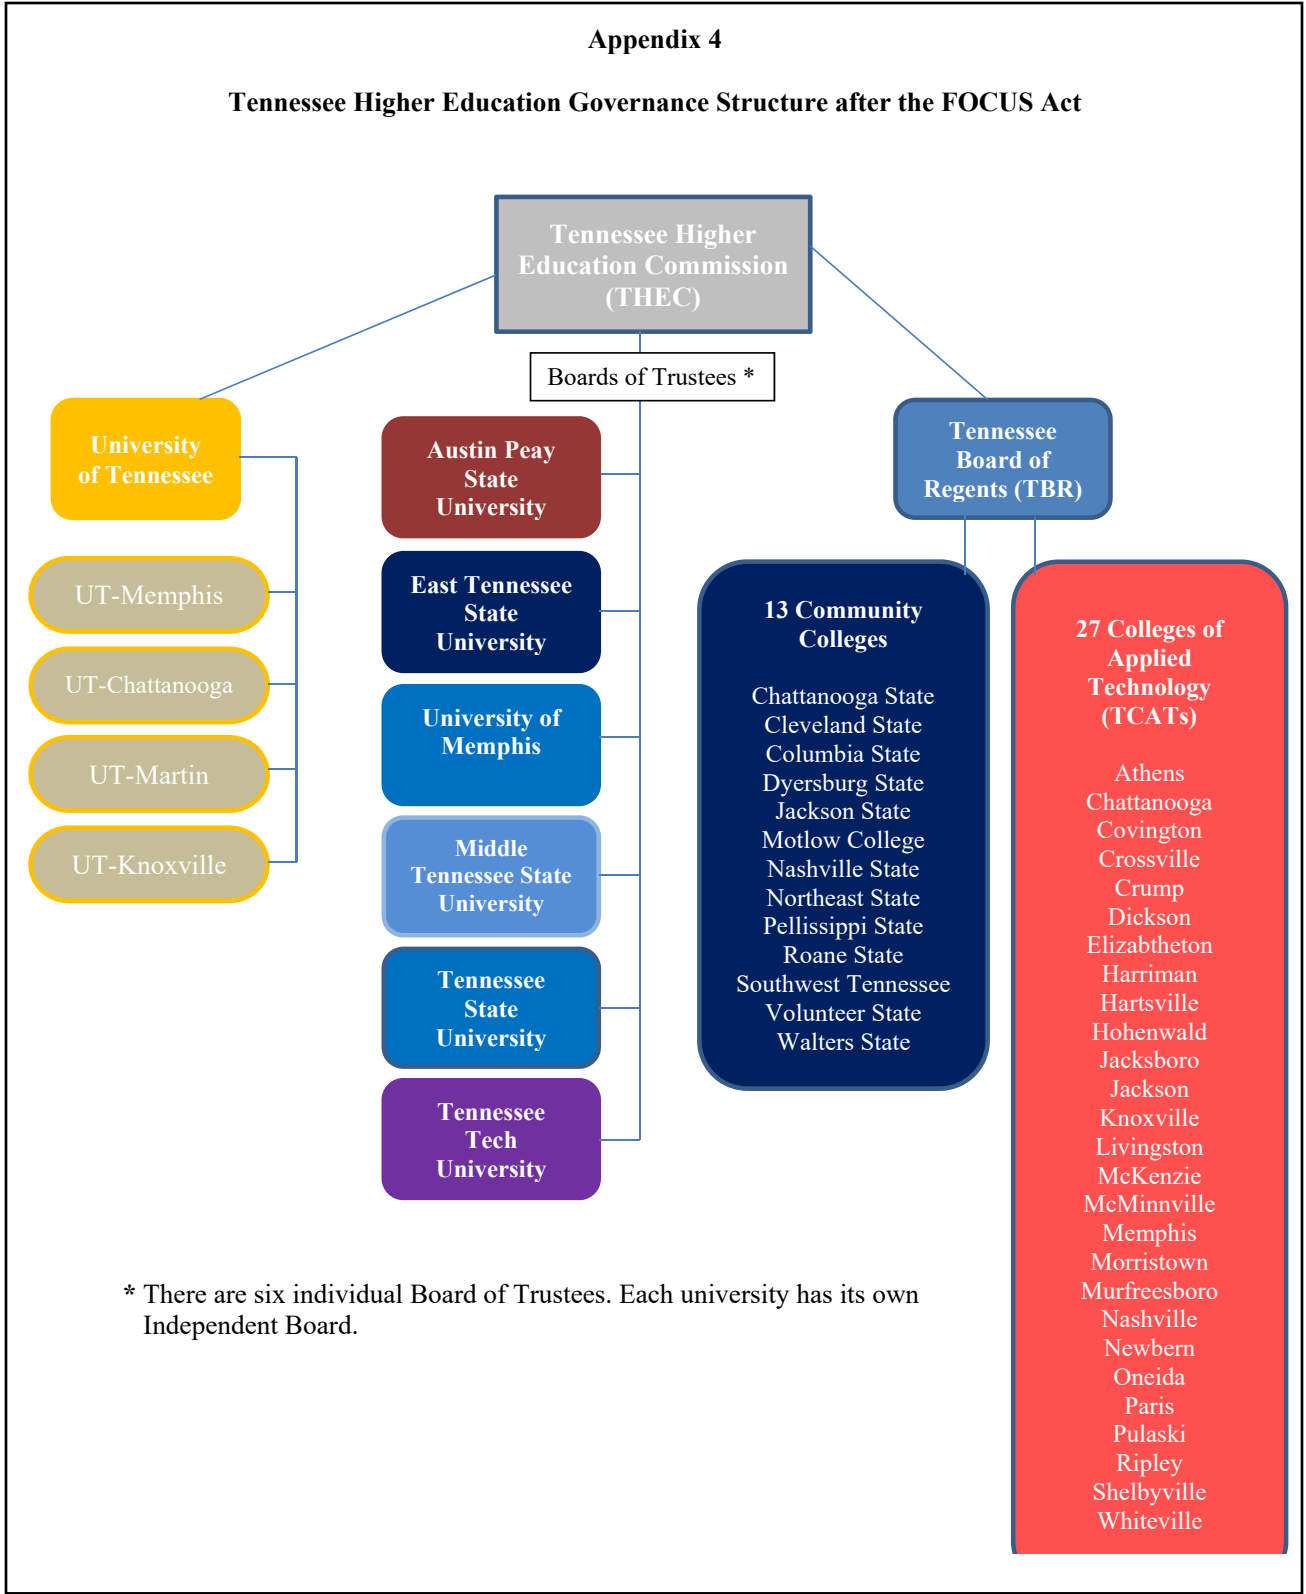 Appendix 4
Tennessee Higher Education Governance Structure after the FOCUS Act
Tennessee Higher
Education Commission
(THEC)
Boards of Trustees *
University
of Tennessee
UT-Memphis
UT-Chattanooga
UT-Martin
UT-Knoxville
Austin Peay
State
University
East Tennessee
State
University
University of
Memphis
Middle
Tennessee State
University
Tennessee
State
University
Tennessee
Tech
University
Tennessee
Board of
Regents (TBR)
13 Community
Colleges
Chattanooga State
Cleveland State
Columbia State
Dyersburg State
Jackson State
Motlow College
Nashville State
Northeast State
Pellissippi State
Roane State
Southwest Tennessee
Volunteer State
Walters State
27 Colleges of
Applied
Technology
(TCATs)
Athens
Chattanooga
Covington
Crossville
Crump
Dickson
Elizabtheton
Harriman
Hartsville
Hohenwald
Jacksboro
Jackson
Knoxville
Livingston
McKenzie
McMinnville
Memphis
Morristown
Murfreesboro
Nashville
Newbern
Oneida
Paris
Pulaski
Ripley
Shelbyville
Whiteville
* There are six individual Board of Trustees. Each university has its own
Independent Board.